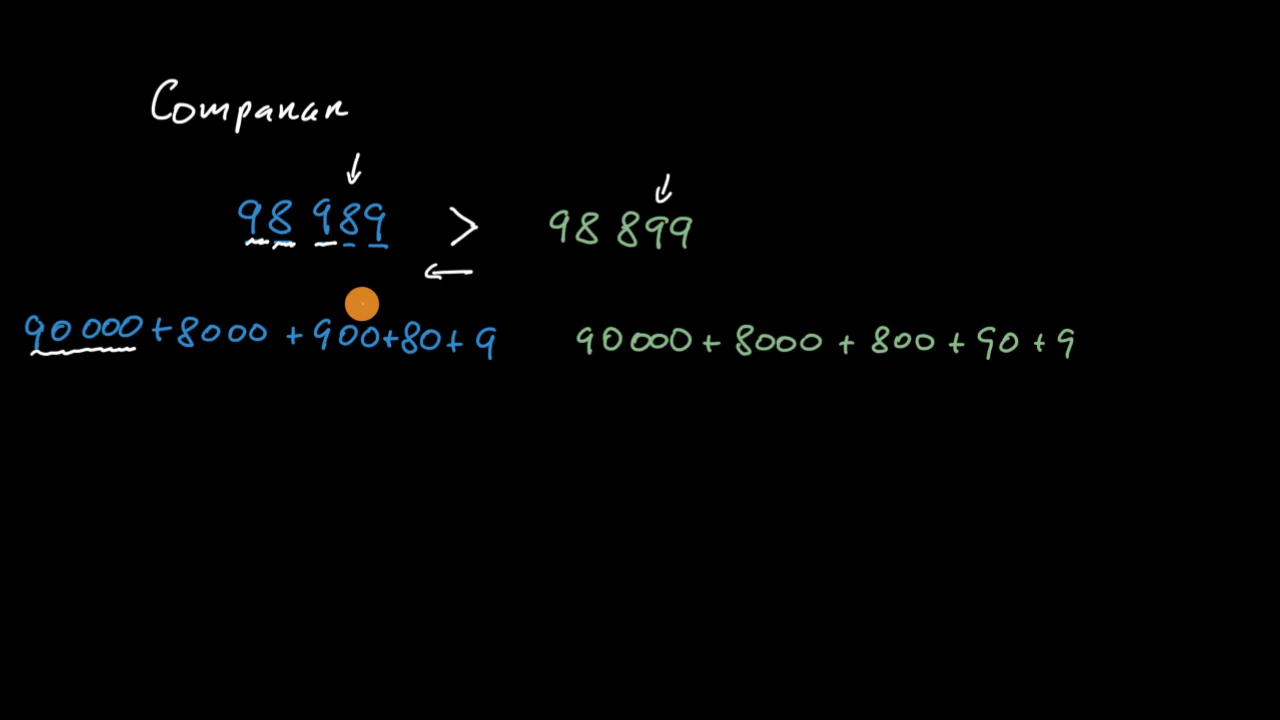 Comparar
98 989 > 98 899
90 000 + 8000 + 900 + 80 + 9 90 000 + 8000 + 800 + 90 + 9